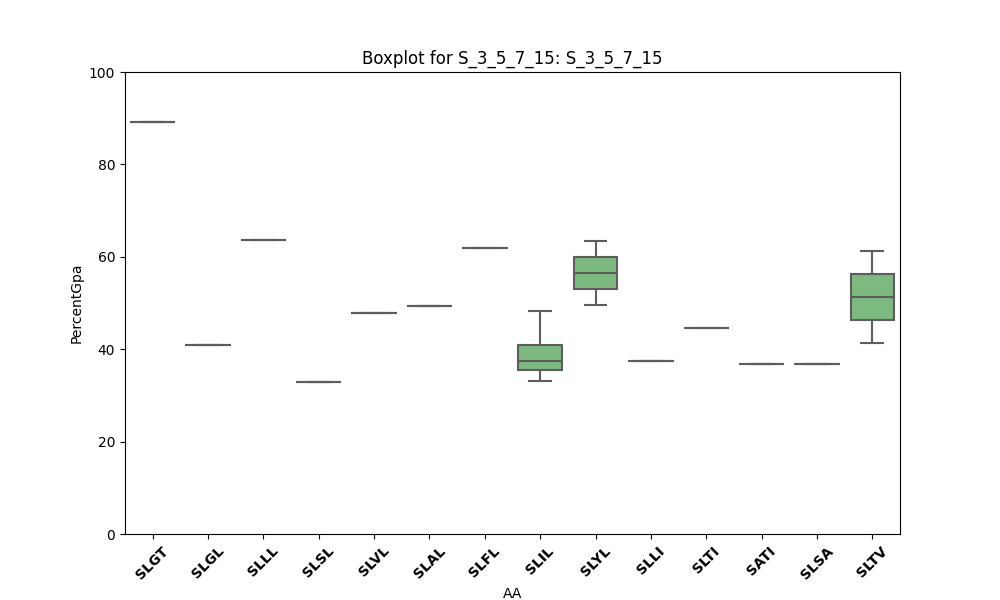 Boxplot for S_3_5_7_15: S_3_5_7_15
100
80
60
40
20
0
PercentGpa
SLGT
SLGL
SLLL
SLSL
SLVL
SLAL
SLFL
SLIL
SLYL
SLLI
SLTI
SATI
SLSA
SLTV
AA